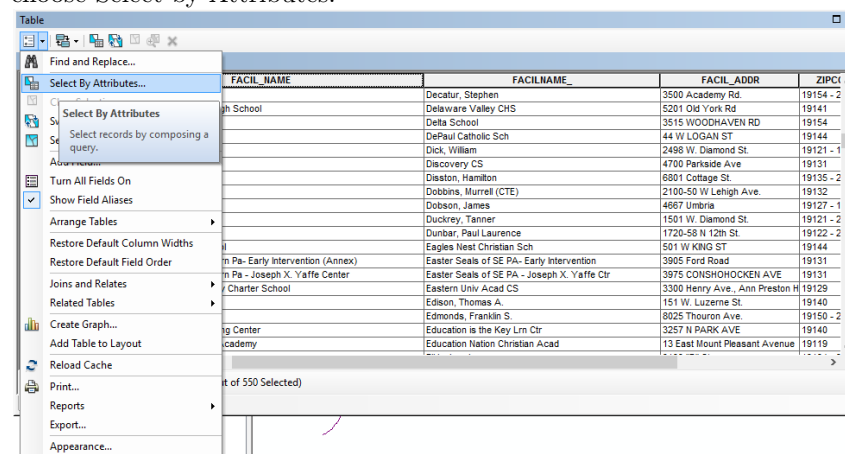 choose Select by Attributes.
Table
Find and Replace...
Select By Attributes...
Select By Attributes
Select records by composing a
query.
Turn All Fields On
Show Field Aliases
Arrange Tables
Restore Default Column Widths
Restore Default Field Order
Joins and Relates
Related Tables
Create Graph...
Add Table to Layout
Reload Cache
Print...
Reports
Export...
Appearance...
FACIL_NAME FACILNAME_ FACIL_ADDR ZIPC
Decatur, Stephen 3500 Academy Rd. 19154 - 2
gh School Delaware Valley CHS 5201 Old York Rd 19141
Delta School 3515 WOODHAVEN RD 19154
DePaul Catholic Sch 44 W LOGAN ST 19144
Dick, William 2498 W. Diamond St. 19121 - 1
Discovery CS 4700 Parkside Ave 19131
Disston, Hamilton 6801 Cottage St. 19135 - 2
Dobbins, Murrell (CTE) 2100-50 W Lehigh Ave. 19132
Dobson, James 4667 Umbria 19127 - 1
Duckrey, Tanner 1501 W. Diamond St. 19121 - 2
Dunbar, Paul Laurence 1720-58 N 12th St. 19122 - 2
l Eagles Nest Christian Sch 501 W KING ST 19144
n Pa- Early Intervention (Annex) Easter Seals of SE PA- Early Intervention 3905 Ford Road 19131
n Pa - Joseph X. Yaffe Center Easter Seals of SE PA - Joseph X. Yaffe Ctr 3975 CONSHOHOCKEN AVE 19131
y Charter School Eastern Univ Acad CS 3300 Henry Ave., Ann Preston H 19129
Edison, Thomas A. 151 W. Luzerne St. 19140
Edmonds, Franklin S. 8025 Thouron Ave. 19150 - 2
ng Center Education is the Key Lrn Ctr 3257 N PARK AVE 19140
Academy Education Nation Christian Acad 13 East Mount Pleasant Avenue 19119
t of 550 Selected)